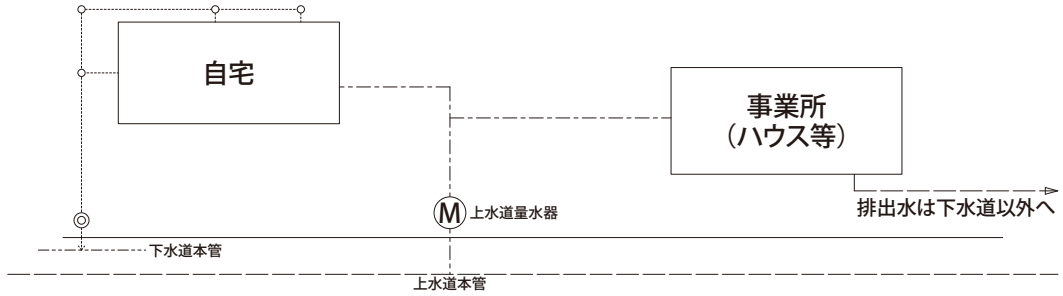 自宅
事業所
（ハウス等）
排出水は下水道以外へ
M 上水道量水器
下水道本管
上水道本管